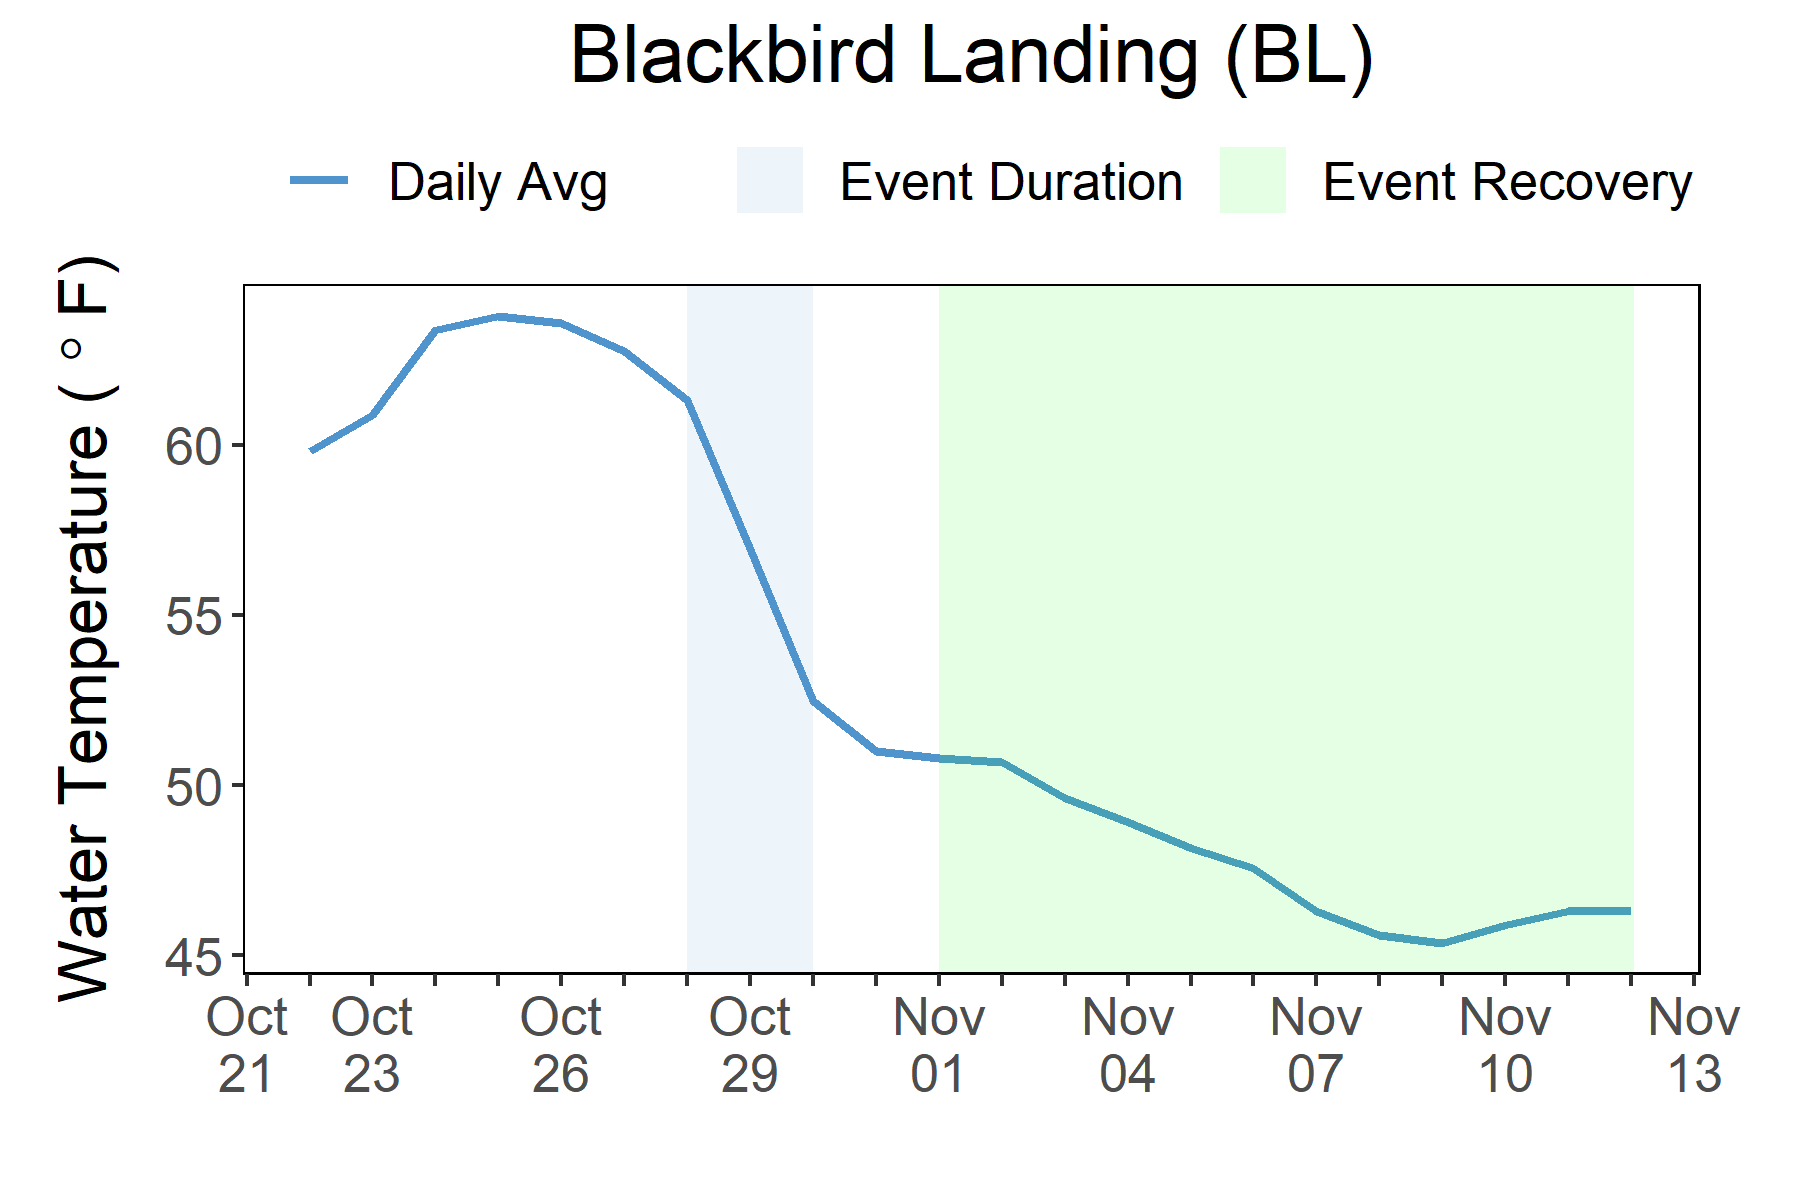 Blackbird Landing (BL)
Daily Avg
Event Duration
Event Recovery
Water Temperature ( ° F)
60
55
50
45
Oct 21
Oct 23
Oct 26
Oct 29
Nov 01
Nov 04
Nov 07
Nov 10
Nov 13